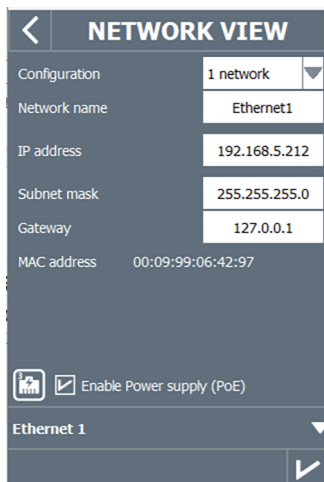 NETWORK VIEW
Configuration 1 network
Network name Ethernet1
IP address 192.168.5.212
Subnet mask 255.255.255.0
Gateway 127.0.0.1
MAC address 00:09:99:06:42:97
3
Enable Power supply (PoE)
Ethernet 1